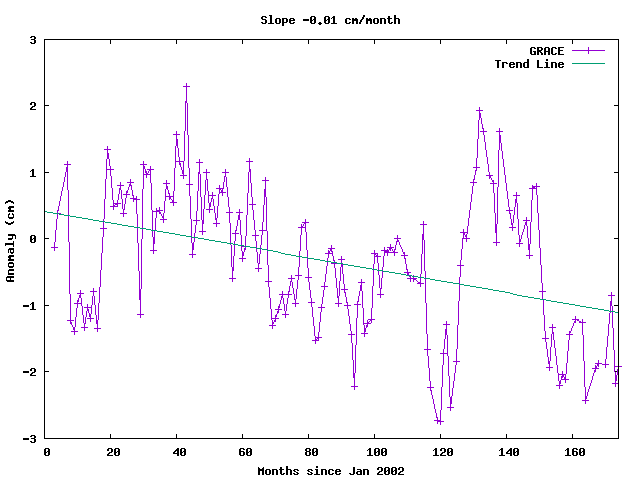 Slope -0.01 cm/month
GRACE
Trend Line
3
2
1
0
-1
-2
-3
Anomaly (cm)
0 20 40 60 80 100 120 140 160
Months since Jan 2002